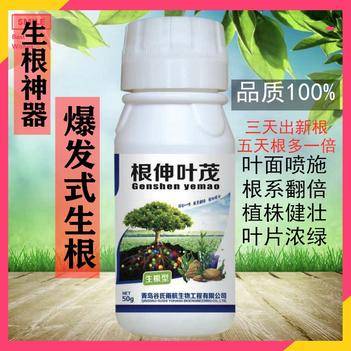 SMILE
生根神器
爆发式生根
品质100%
三天出新根
五天根多一倍
叶面喷施
根系翻倍
植株健壮
叶片浓绿
根伸叶茂
Genshen yemao
生根型
NET
50g
青岛谷氏雨航生物工程有限公司